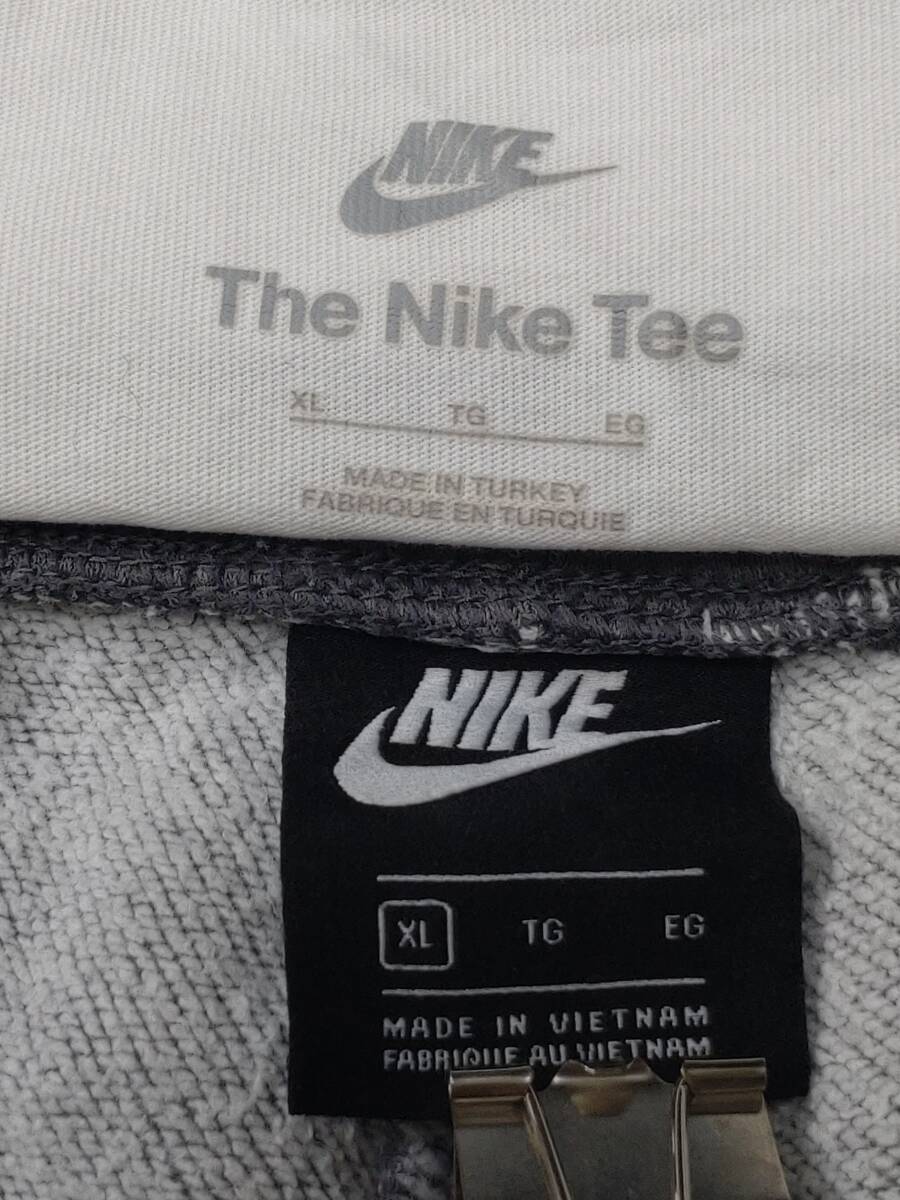 NIKE
The Nike Tee
XL TG EG
MADE IN TURKEY
FABRIQUE EN TURQUIE
NIKE
XL TG EG
MADE IN VIETNAM
FABRIQUE AU VIETNAM